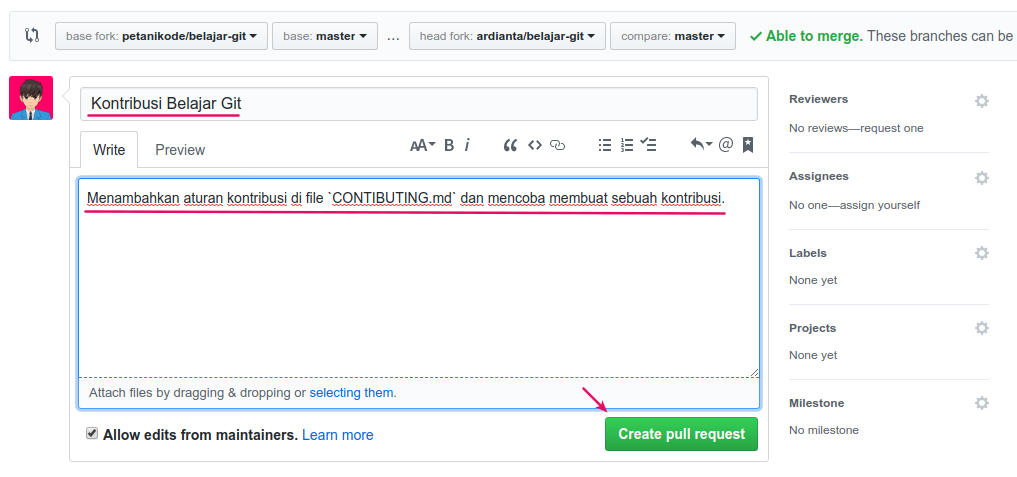 base fork: petanikode/belajar-git base: master ... head fork: ardianta/belajar-git compare: master ✓ Able to merge. These branches can be
Kontribusi Belajar Git
Write Preview AA B i @
Menambahkan aturan kontribusi di file `CONTIBUTING.md` dan mencoba membuat sebuah kontribusi.
Attach files by dragging & dropping or selecting them.
Allow edits from maintainers. Learn more
Create pull request
Reviewers
No reviews—request one
Assignees
No one—assign yourself
Labels
None yet
Projects
None yet
Milestone
No milestone